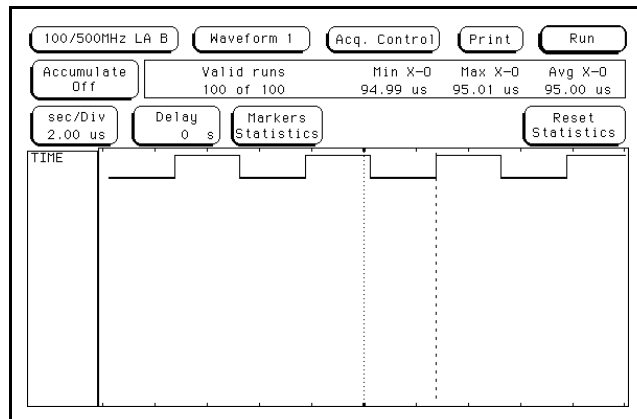 100/500MHz LA B Waveform 1 Acq. Control Print Run
Accumulate Off
Valid runs Min X-O Max X-O Avg X-O
100 of 100 94.99 us 95.01 us 95.00 us
sec/Div 2.00 us
Delay 0 s
Markers Statistics
Reset Statistics
TIME